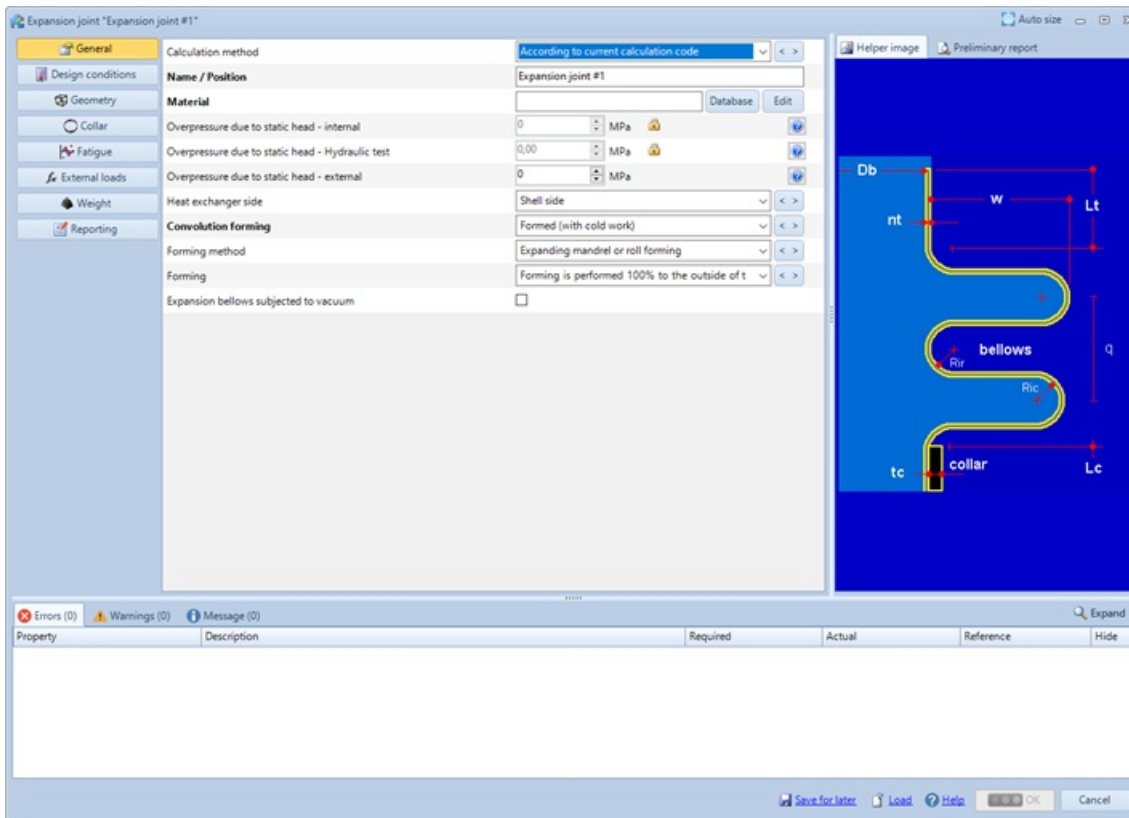 Expansion joint "Expansion joint #1"
Auto size
General
Design conditions
Geometry
Collar
Fatigue
External loads
Weight
Reporting
Calculation method
According to current calculation code
< >
Name / Position
Expansion joint #1
Material
Database
Edit
Overpressure due to static head - internal
0
MPa
Overpressure due to static head - Hydraulic test
0,00
MPa
Overpressure due to static head - external
0
MPa
Heat exchanger side
Shell side
< >
Convolution forming
Formed (with cold work)
< >
Forming method
Expanding mandrel or roll forming
< >
Forming
Forming is performed 100% to the outside of t
< >
Expansion bellows subjected to vacuum
Helper image
Preliminary report
Db
w
Lt
nt
bellows
q
Rir
Ric
collar
tc
Lc
Errors (0)
Warnings (0)
Message (0)
Expand
Property
Description
Required
Actual
Reference
Hide
Save for later
Load
Help
OK
Cancel